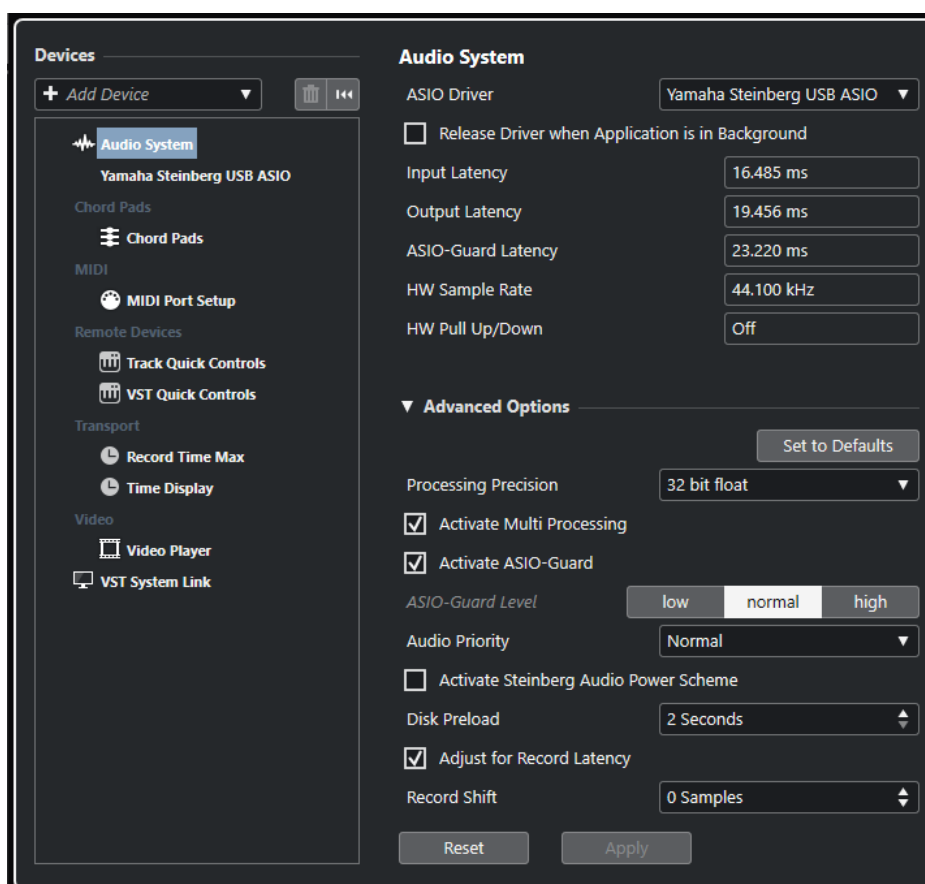 Devices
Add Device
Audio System
Yamaha Steinberg USB ASIO
Chord Pads
Chord Pads
MIDI
MIDI Port Setup
Remote Devices
Track Quick Controls
VST Quick Controls
Transport
Record Time Max
Time Display
Video
Video Player
VST System Link
Audio System
ASIO Driver Yamaha Steinberg USB ASIO
Release Driver when Application is in Background
Input Latency 16.485 ms
Output Latency 19.456 ms
ASIO-Guard Latency 23.220 ms
HW Sample Rate 44.100 kHz
HW Pull Up/Down Off
Advanced Options
Set to Defaults
Processing Precision 32 bit float
Activate Multi Processing
Activate ASIO-Guard
ASIO-Guard Level low normal high
Audio Priority Normal
Activate Steinberg Audio Power Scheme
Disk Preload 2 Seconds
Adjust for Record Latency
Record Shift 0 Samples
Reset Apply